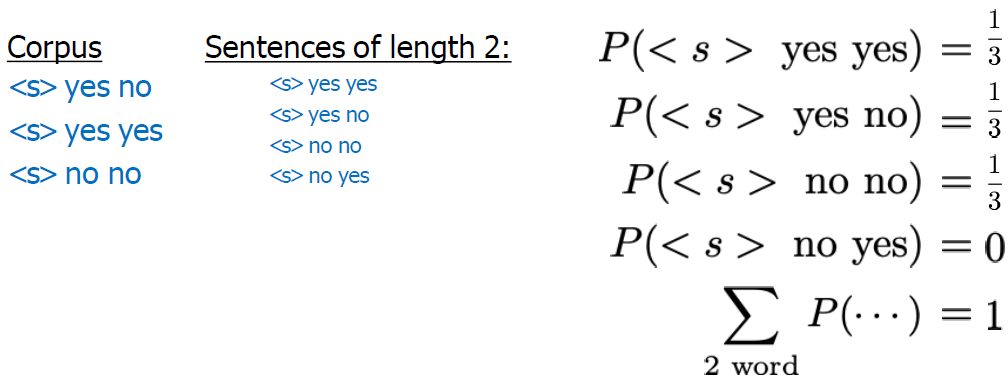 Corpus
<s> yes no
<s> yes yes
<s> no no
Sentences of length 2:
<s> yes yes
<s> yes no
<s> no no
<s> no yes
P(< s > yes yes) = 1/3
P(< s > yes no) = 1/3
P(< s > no no) = 1/3
P(< s > no yes) = 0
∑ P(⋯) = 1
2 word